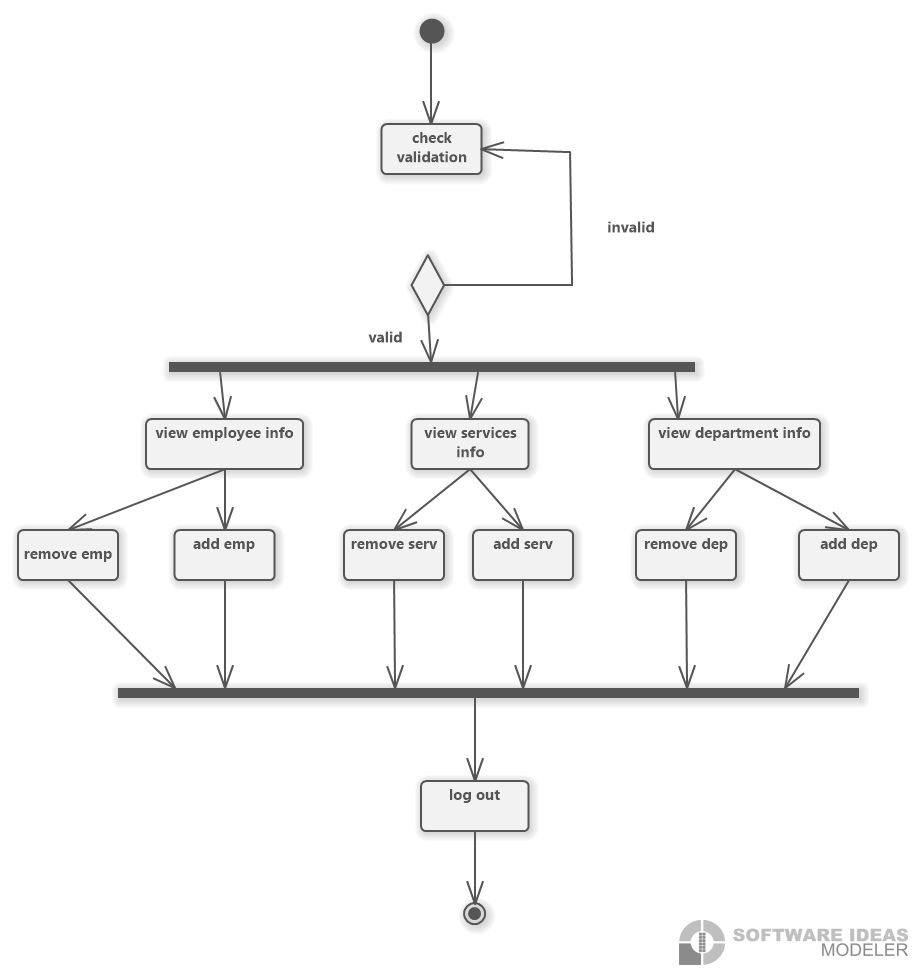 check
validation
invalid
valid
view employee info
view services
info
view department info
remove emp
add emp
remove serv
add serv
remove dep
add dep
log out
SOFTWARE IDEAS
MODELER